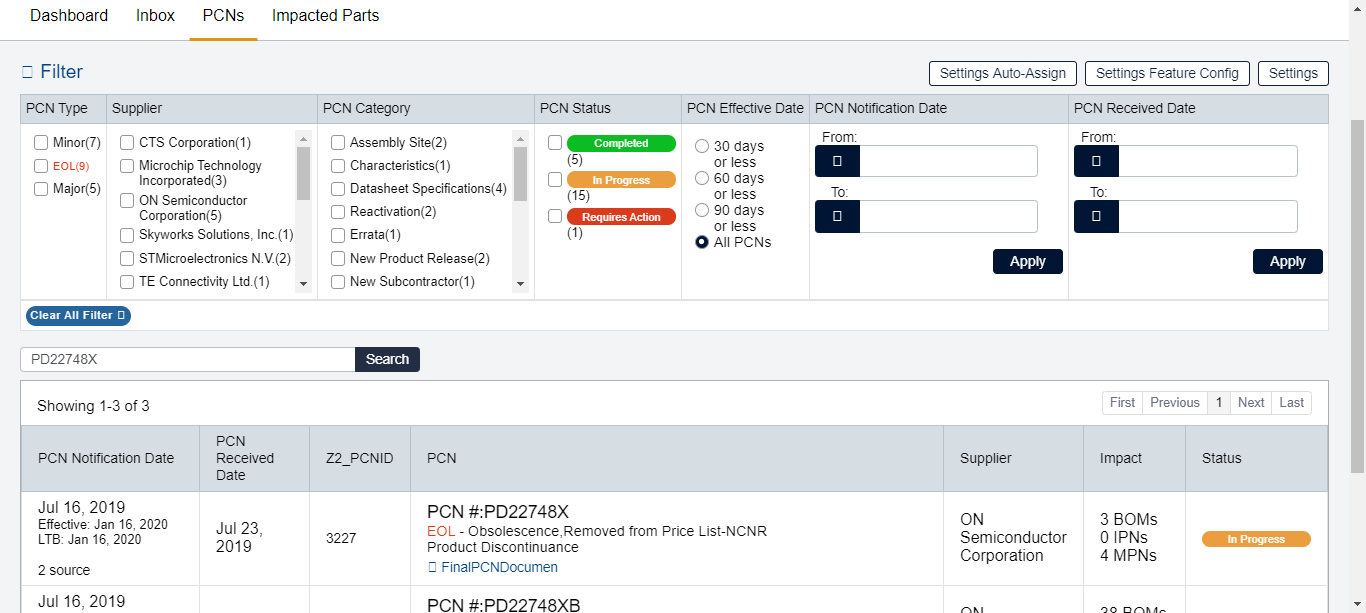 Dashboard Inbox PCNs Impacted Parts
Filter
Settings Auto-Assign Settings Feature Config Settings
PCN Type Supplier PCN Category PCN Status PCN Effective Date PCN Notification Date PCN Received Date
Minor(7)
EOL(9)
Major(5)
CTS Corporation(1)
Microchip Technology
Incorporated(3)
ON Semiconductor
Corporation(5)
Skyworks Solutions, Inc.(1)
STMicroelectronics N.V.(2)
TE Connectivity Ltd.(1)
Assembly Site(2)
Characteristics(1)
Datasheet Specifications(4)
Reactivation(2)
Errata(1)
New Product Release(2)
New Subcontractor(1)
Completed
(5)
In Progress
(15)
Requires Action
(1)
30 days
or less
60 days
or less
90 days
or less
All PCNs
From:
To:
Apply
From:
To:
Apply
Clear All Filter
PD22748X Search
Showing 1-3 of 3
First Previous 1 Next Last
PCN Notification Date
PCN
Received
Date
Z2_PCNID
PCN
Supplier
Impact
Status
Jul 16, 2019
Effective: Jan 16, 2020
LTB: Jan 16, 2020
2 source
Jul 23,
2019
3227
PCN #:PD22748X
EOL - Obsolescence,Removed from Price List-NCNR
Product Discontinuance
FinalPCNDocumen
ON
Semiconductor
Corporation
3 BOMs
0 IPNs
4 MPNs
In Progress
Jul 16, 2019
PCN #:PD22748XB
ON
38 BOMs